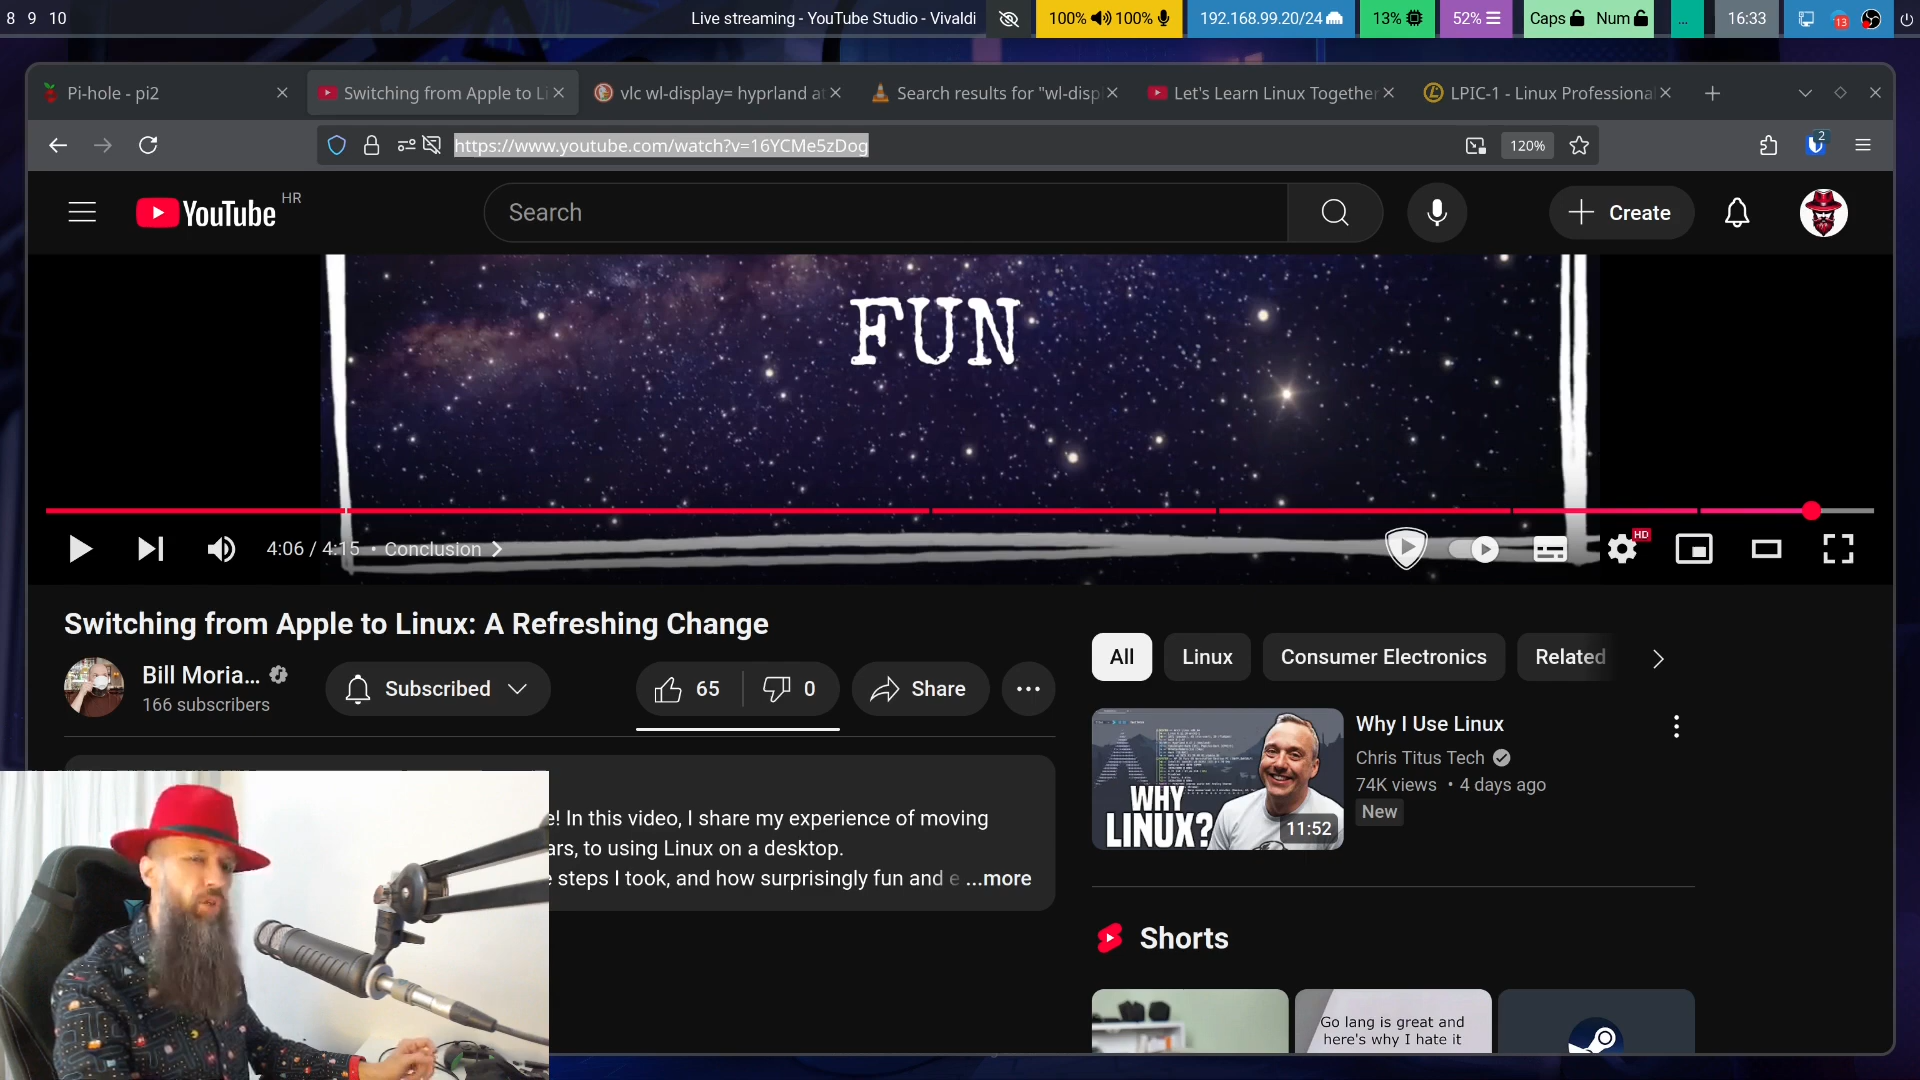 8 9 10
Live streaming - YouTube Studio - Vivaldi
100% 100%
192.168.99.20/24
13%
52%
Caps Num
...
16:33
13
Pi-hole - pi2
Switching from Apple to Li
vlc wl-display= hyprland at
Search results for "wl-disp
Let's Learn Linux Together
LPIC-1 - Linux Professional
https://www.youtube.com/watch?v=16YCMe5zDog
120%
2
YouTube HR
Search
Create
FUN
4:06 / 4:15 • Conclusion
HD
Switching from Apple to Linux: A Refreshing Change
Bill Moria...
166 subscribers
Subscribed
65
0
Share
All
Linux
Consumer Electronics
Related
e! In this video, I share my experience of moving
ars, to using Linux on a desktop.
e steps I took, and how surprisingly fun and e ...more
WHY
LINUX?
11:52
Why I Use Linux
Chris Titus Tech
74K views • 4 days ago
New
Shorts
Go lang is great and
here's why I hate it